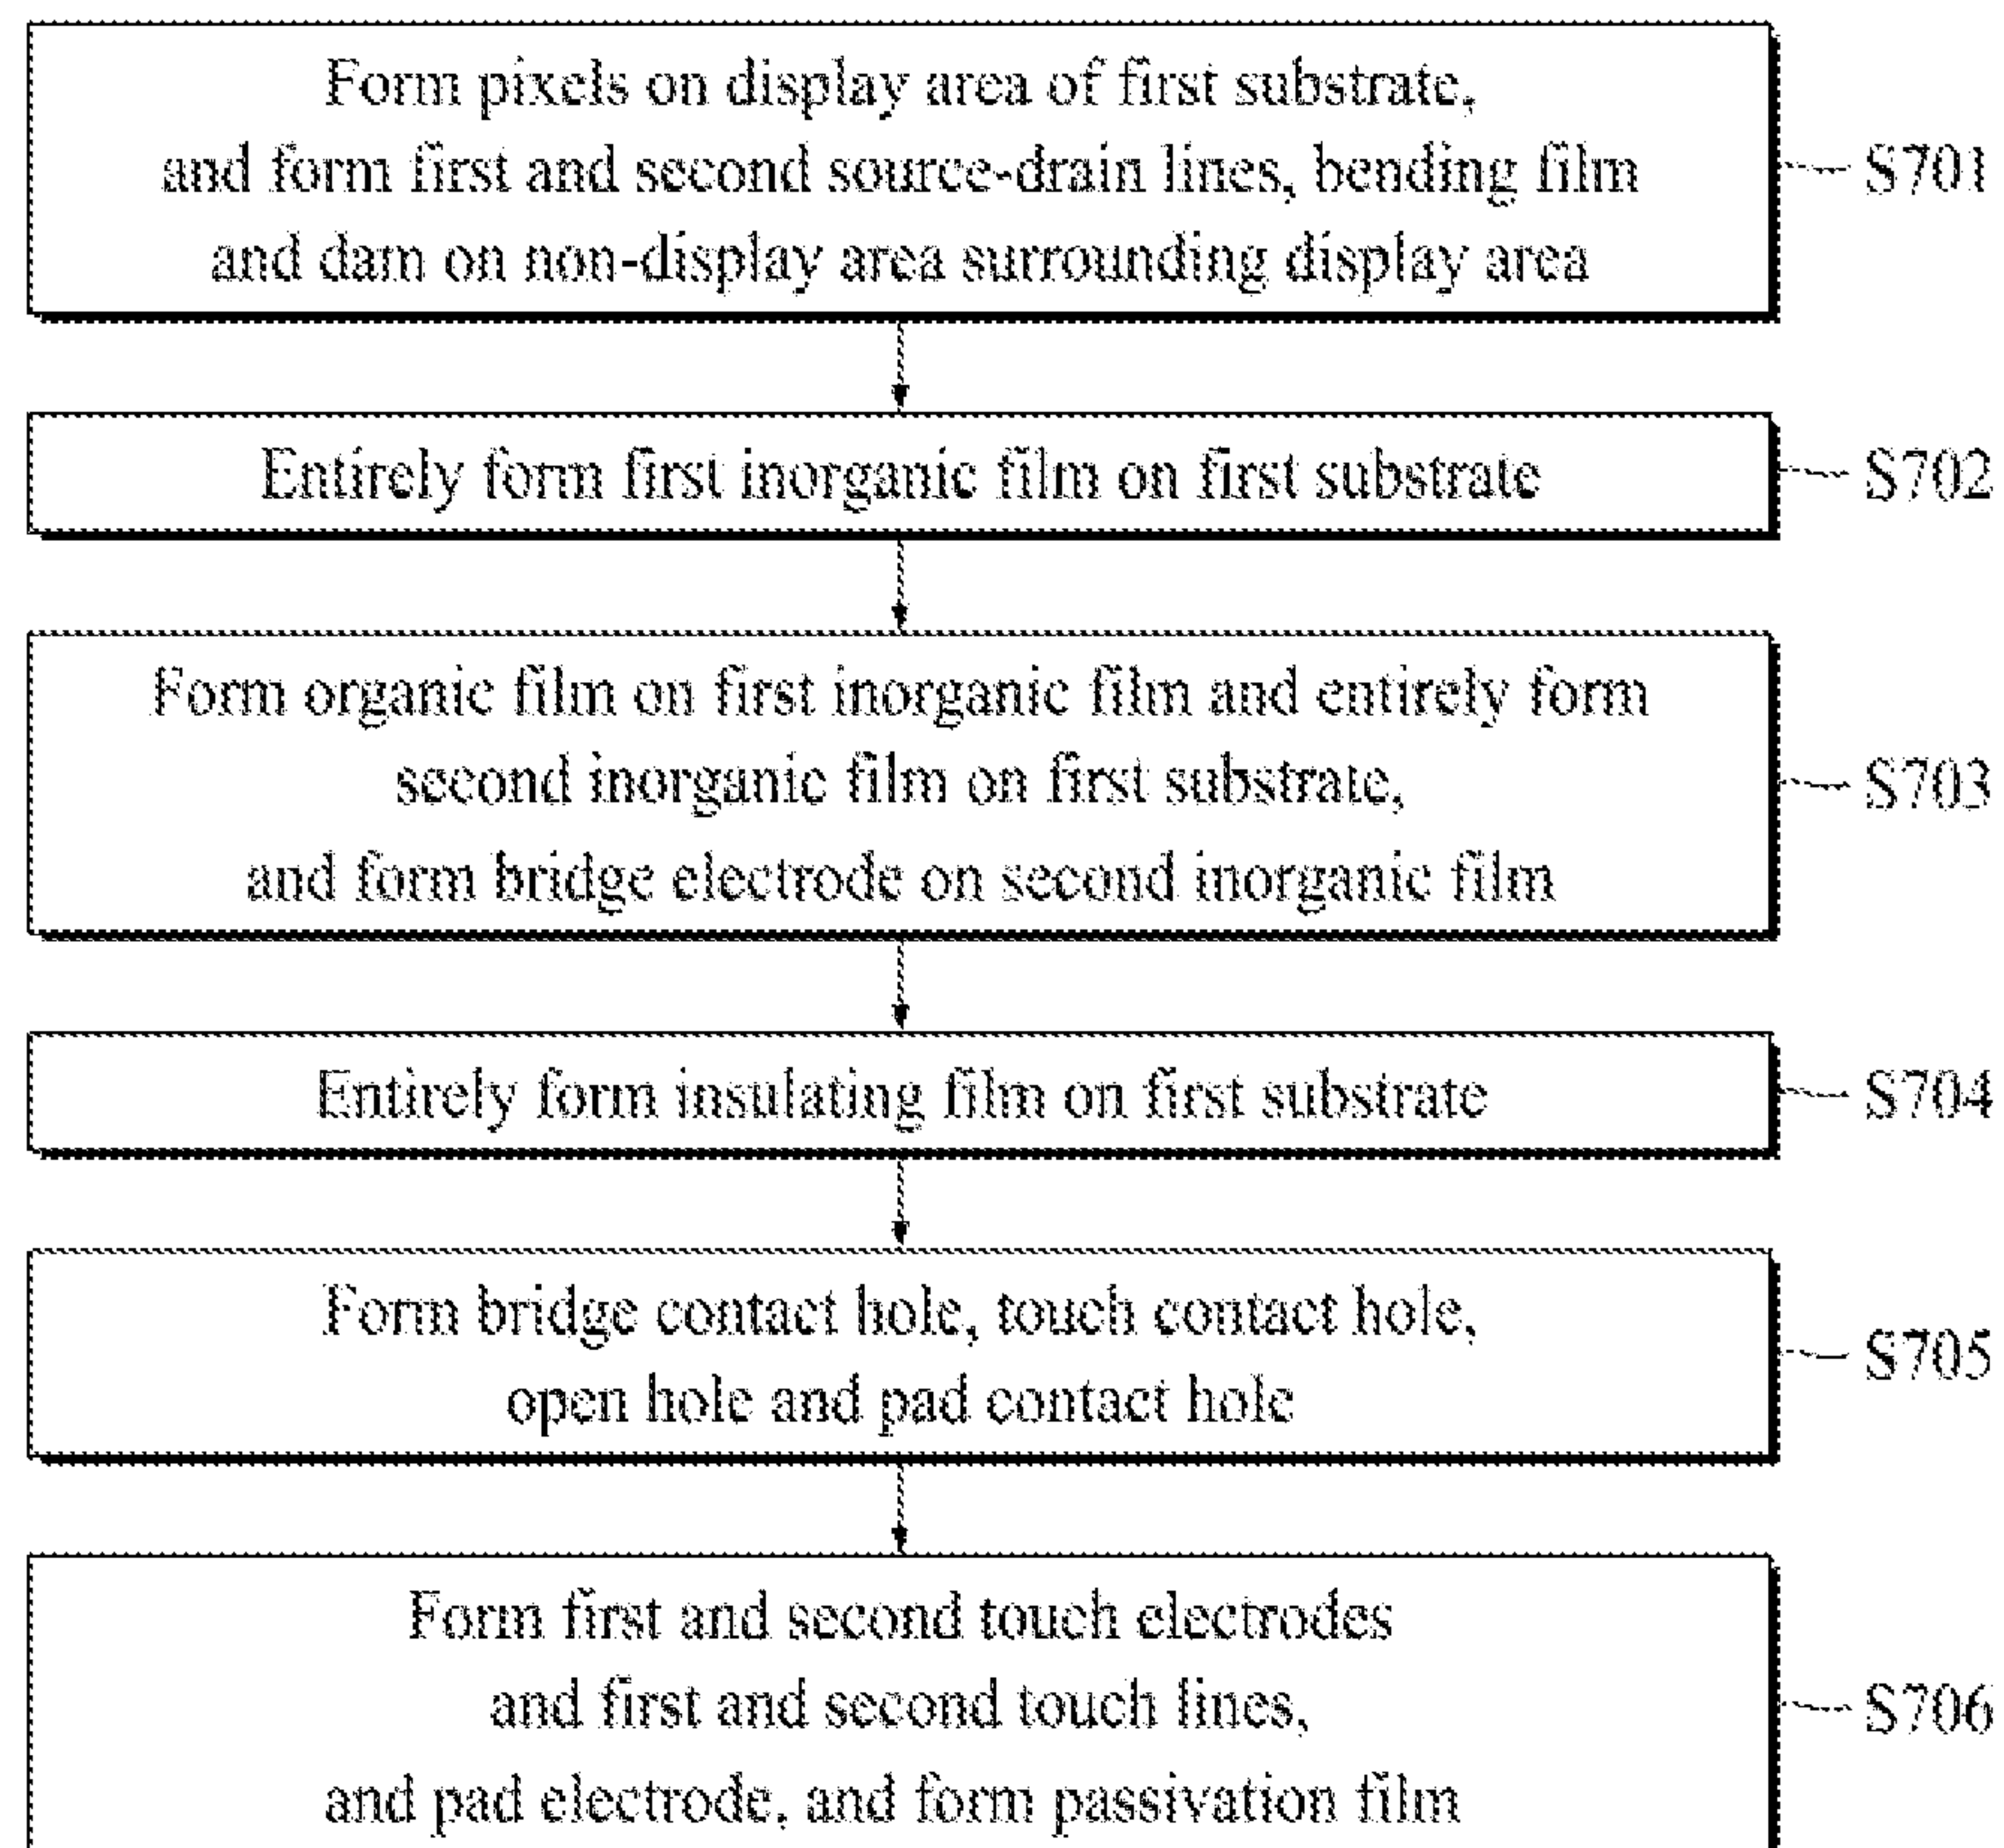 Form pixels on display area of first substrate,
and form first and second source-drain lines, bending film
and dam on non-display area surrounding display area
S701
Entirely form first inorganic film on first substrate
S702
Form organic film on first inorganic film and entirely form
second inorganic film on first substrate,
and form bridge electrode on second inorganic film
S703
Entirely form insulating film on first substrate
S704
Form bridge contact hole, touch contact hole,
open hole and pad contact hole
S705
Form first and second touch electrodes
and first and second touch lines,
and pad electrode, and form passivation film
S706